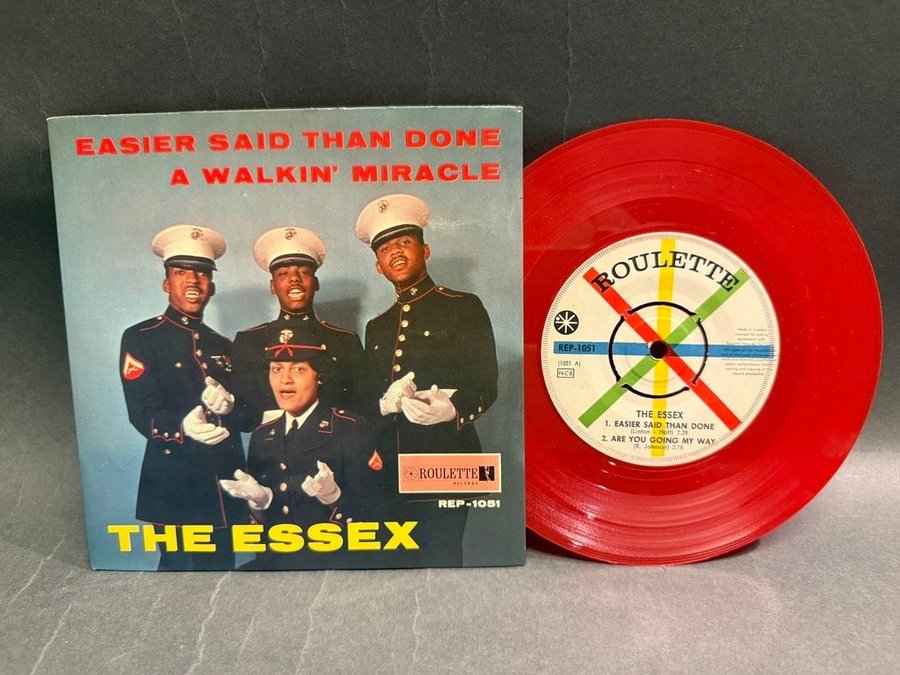 EASIER SAID THAN DONE
A WALKIN' MIRACLE
ROULETTE
RECORDS
REP-1051
THE ESSEX
ROULETTE
REP-1051
(1051 A)
NCB
Made in Sweden
THE ESSEX
1. EASIER SAID THAN DONE
(Linton - Huff) 2.28
2. ARE YOU GOING MY WAY
(R. Johnson) 2.18